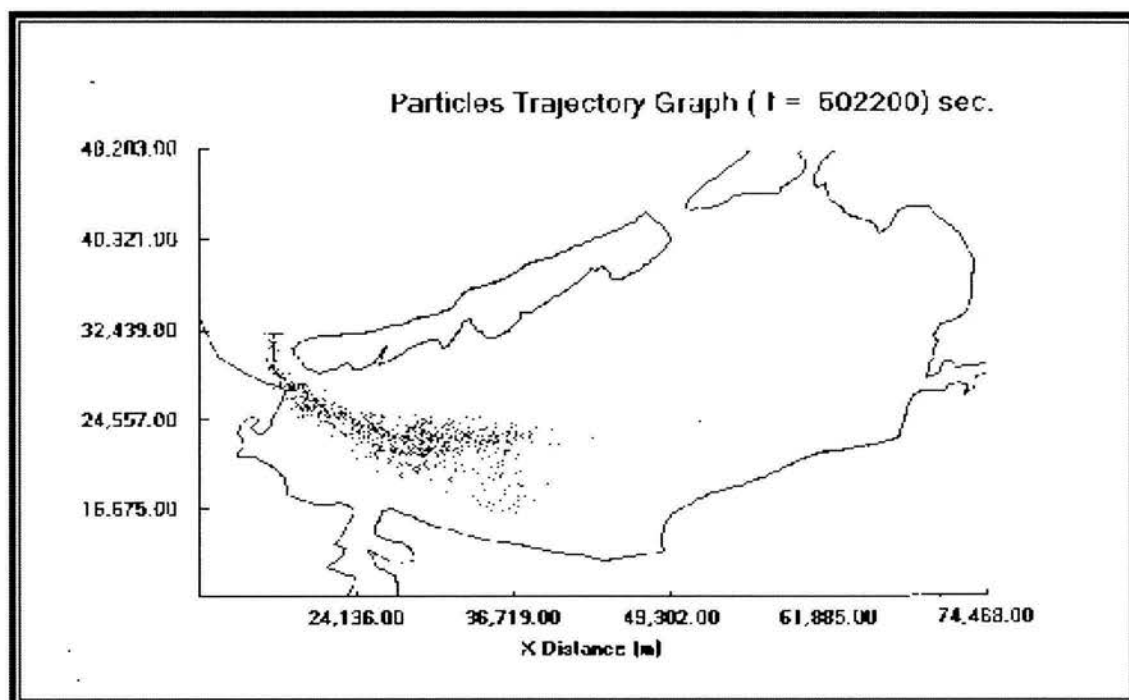 Particles Trajectory Graph ( t = 502200) sec.
48,203.00
40,321.00
32,439.00
24,557.00
16,675.00
24,136.00 36,719.00 49,302.00 61,885.00 74,468.00
X Distance (m)